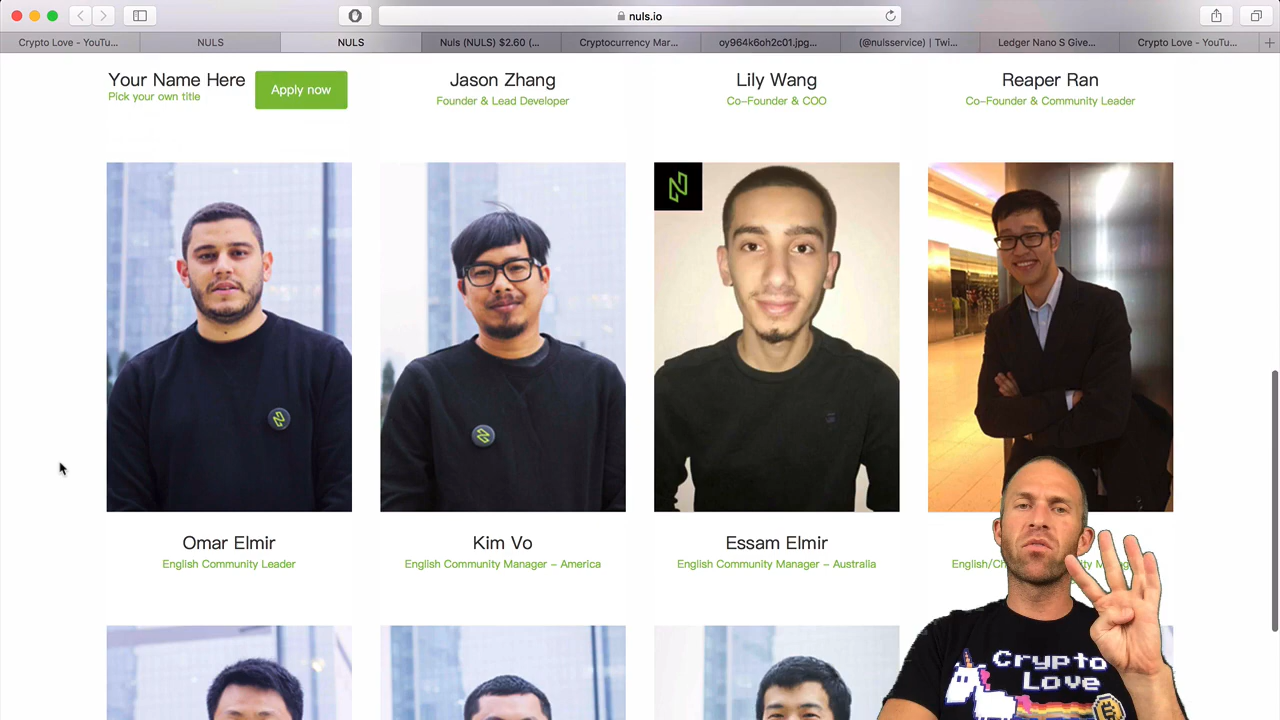 nuls.io
Crypto Love - YouTu...
NULS
NULS
Nuls (NULS) $2.60 (...
Cryptocurrency Mar...
oy964k6oh2c01.jpg...
(@nulsservice) | Twi...
Ledger Nano S Give...
Crypto Love - YouTu...
Your Name Here
Pick your own title
Apply now
Jason Zhang
Founder & Lead Developer
Lily Wang
Co-Founder & COO
Reaper Ran
Co-Founder & Community Leader
Omar Elmir
English Community Leader
Kim Vo
English Community Manager - America
Essam Elmir
English Community Manager - Australia
Crypto
Love